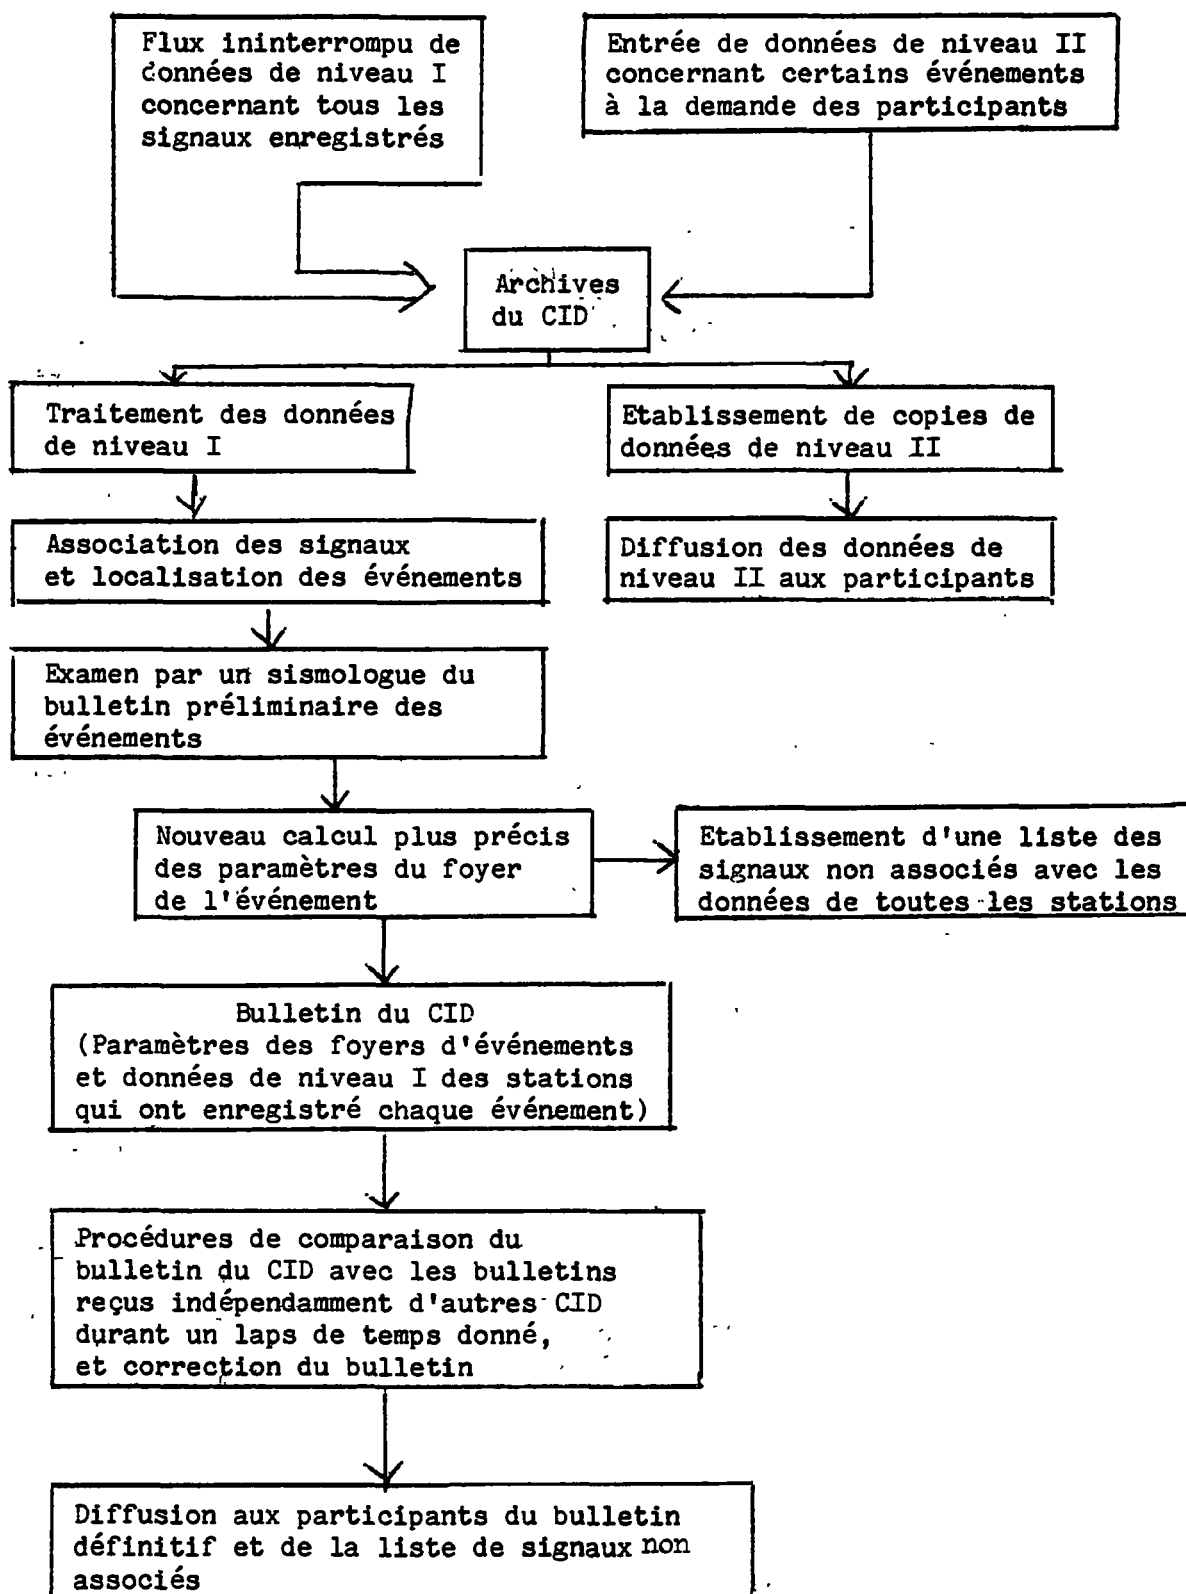 Flux ininterrompu de
données de niveau I
concernant tous les
signaux enregistrés
Entrée de données de niveau II
concernant certains événements
à la demande des participants
Archives
du CID
Traitement des données
de niveau I
Etablissement de copies de
données de niveau II
Association des signaux
et localisation des événements
Diffusion des données de
niveau II aux participants
Examen par un sismologue du
bulletin préliminaire des
événements
Nouveau calcul plus précis
des paramètres du foyer
de l'événement
Etablissement d'une liste des
signaux non associés avec les
données de toutes les stations
Bulletin du CID
(Paramètres des foyers d'événements
et données de niveau I des stations
qui ont enregistré chaque événement)
Procédures de comparaison du
bulletin du CID avec les bulletins
reçus indépendamment d'autres CID
durant un laps de temps donné,
et correction du bulletin
Diffusion aux participants du bulletin
définitif et de la liste de signaux non
associés